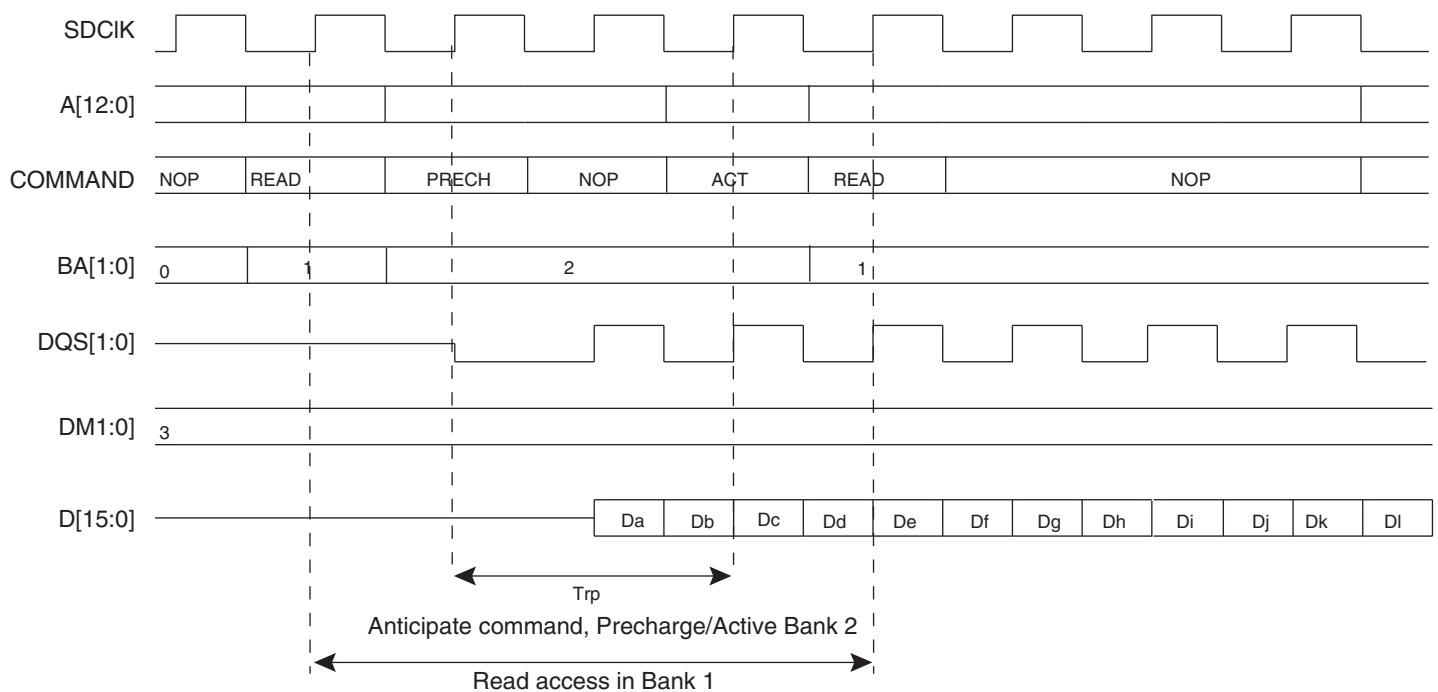 SDClK
A[12:0]
COMMAND NOP READ PRECH NOP ACT READ NOP
BA[1:0] 0 1 2 1
DQS[1:0]
DM1:0] 3
D[15:0] Da Db Dc Dd De Df Dg Dh Di Dj Dk Dl
Trp
Anticipate command, Precharge/Active Bank 2
Read access in Bank 1